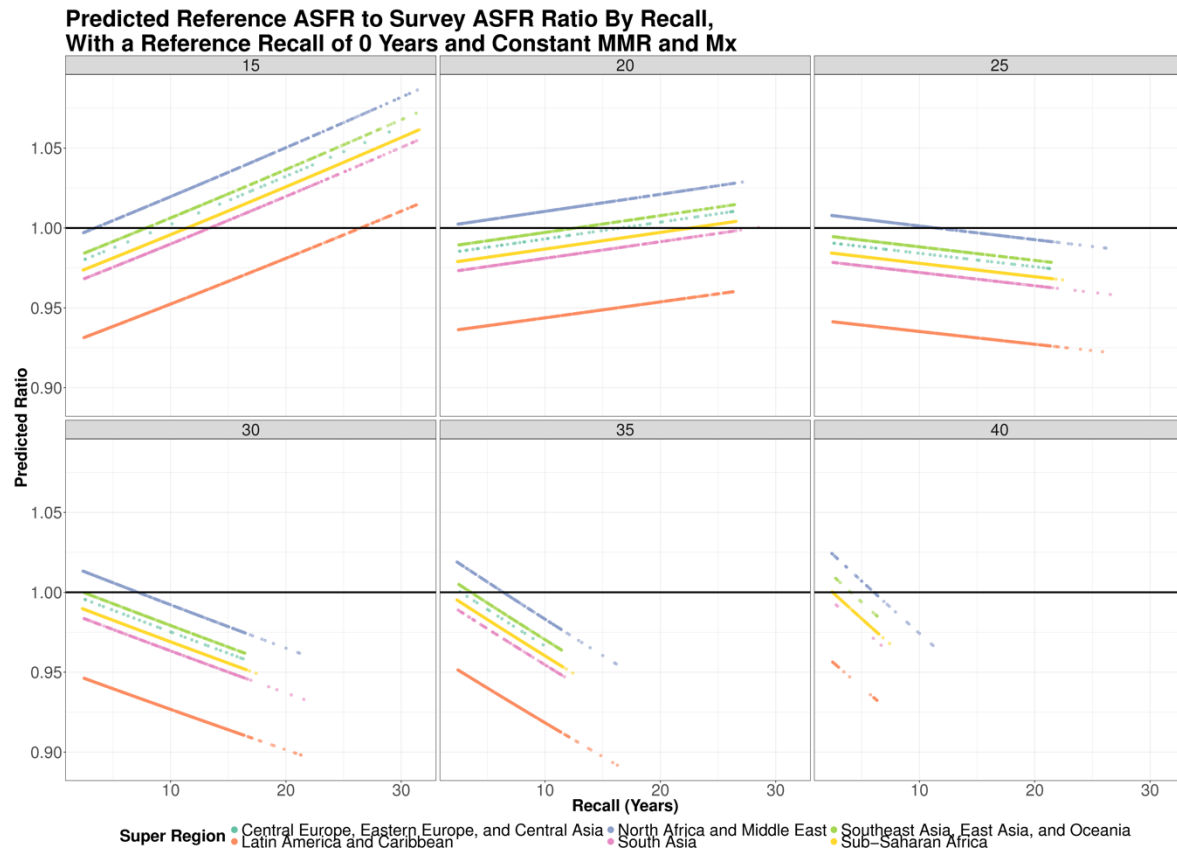 Predicted Reference ASFR to Survey ASFR Ratio By Recall,
With a Reference Recall of 0 Years and Constant MMR and Mx
15
20
25
1.05
1.00
0.95
0.90
30
35
40
1.05
1.00
0.95
0.90
Predicted Ratio
10
20
30
10
20
30
10
20
30
Recall (Years)
Super Region
Central Europe, Eastern Europe, and Central Asia
North Africa and Middle East
Southeast Asia, East Asia, and Oceania
Latin America and Caribbean
South Asia
Sub−Saharan Africa